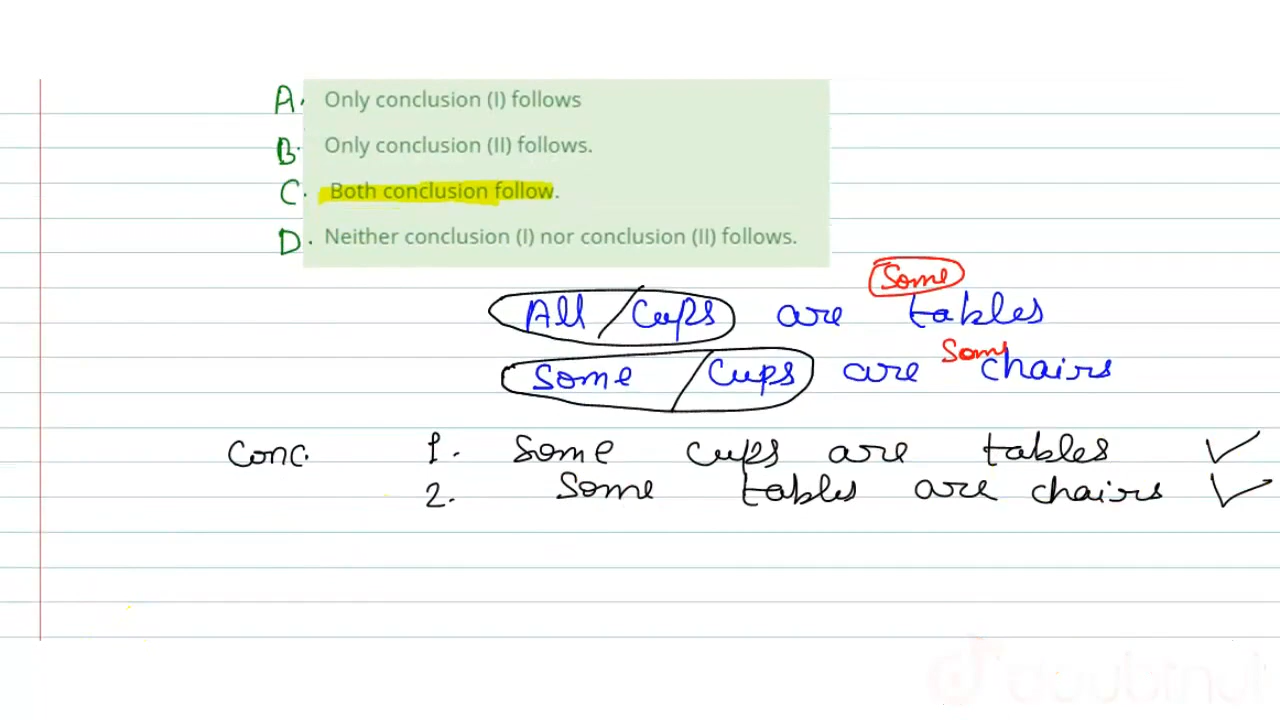 A. Only conclusion (I) follows
B. Only conclusion (II) follows.
C. Both conclusion follow.
D. Neither conclusion (I) nor conclusion (II) follows.
Some
All / Cups are tables
Some
Some / Cups are chairs
Conc. 1. Some cups are tables ✓
2. Some tables are chairs ✓
doubtnut